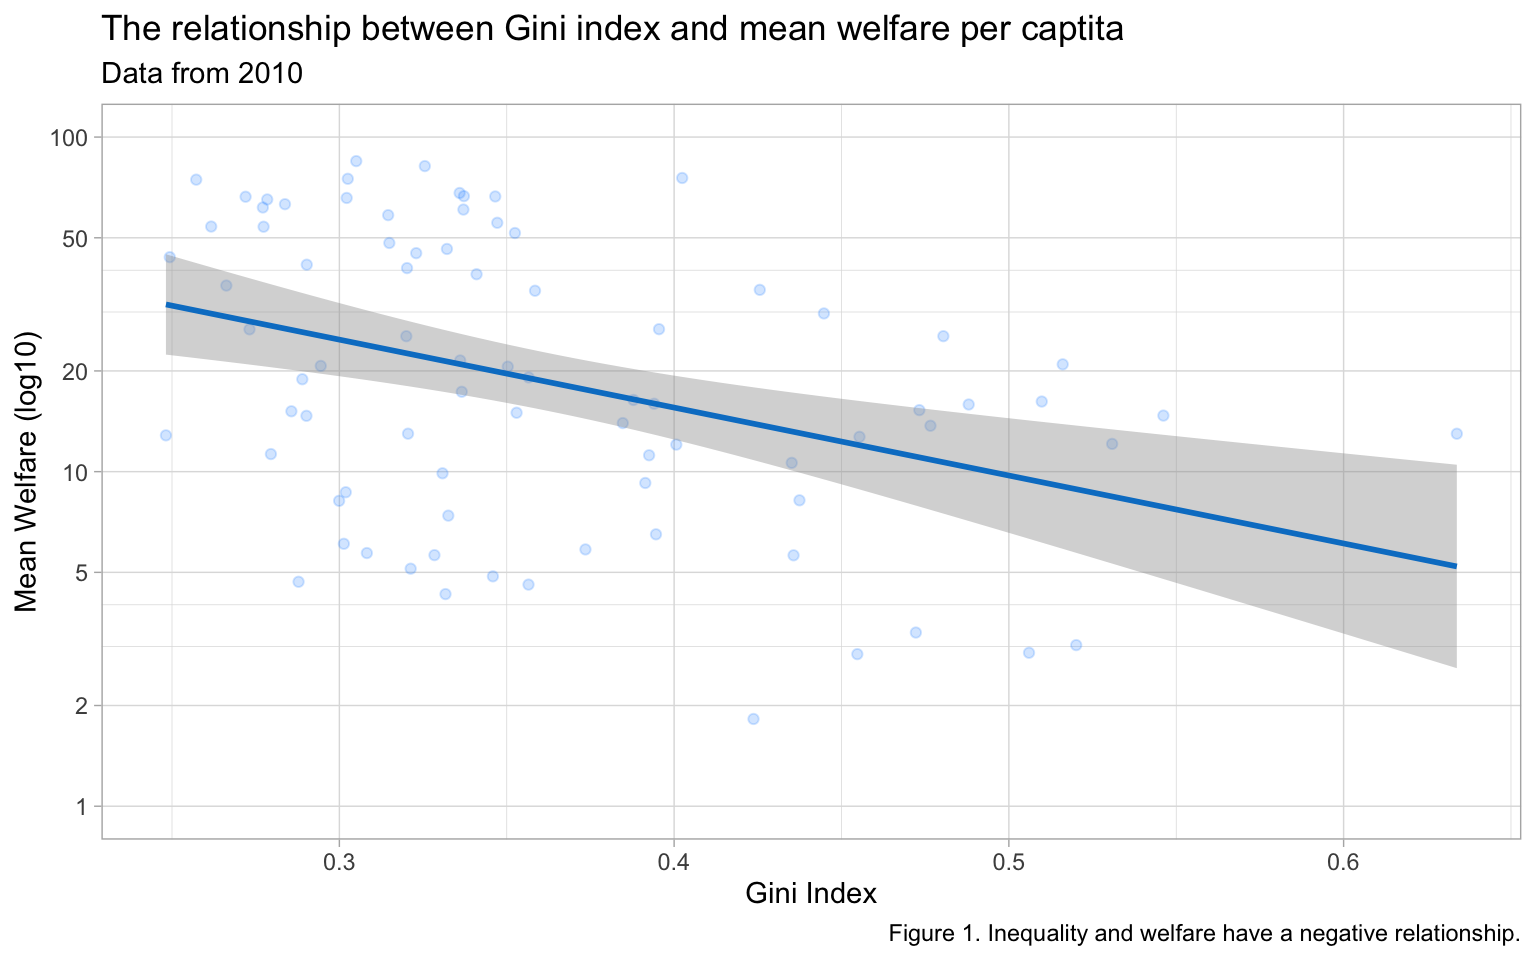 The relationship between Gini index and mean welfare per captita
Data from 2010
100
50
20
10
5
2
1
Mean Welfare (log10)
0.3
0.4
0.5
0.6
Gini Index
Figure 1. Inequality and welfare have a negative relationship.